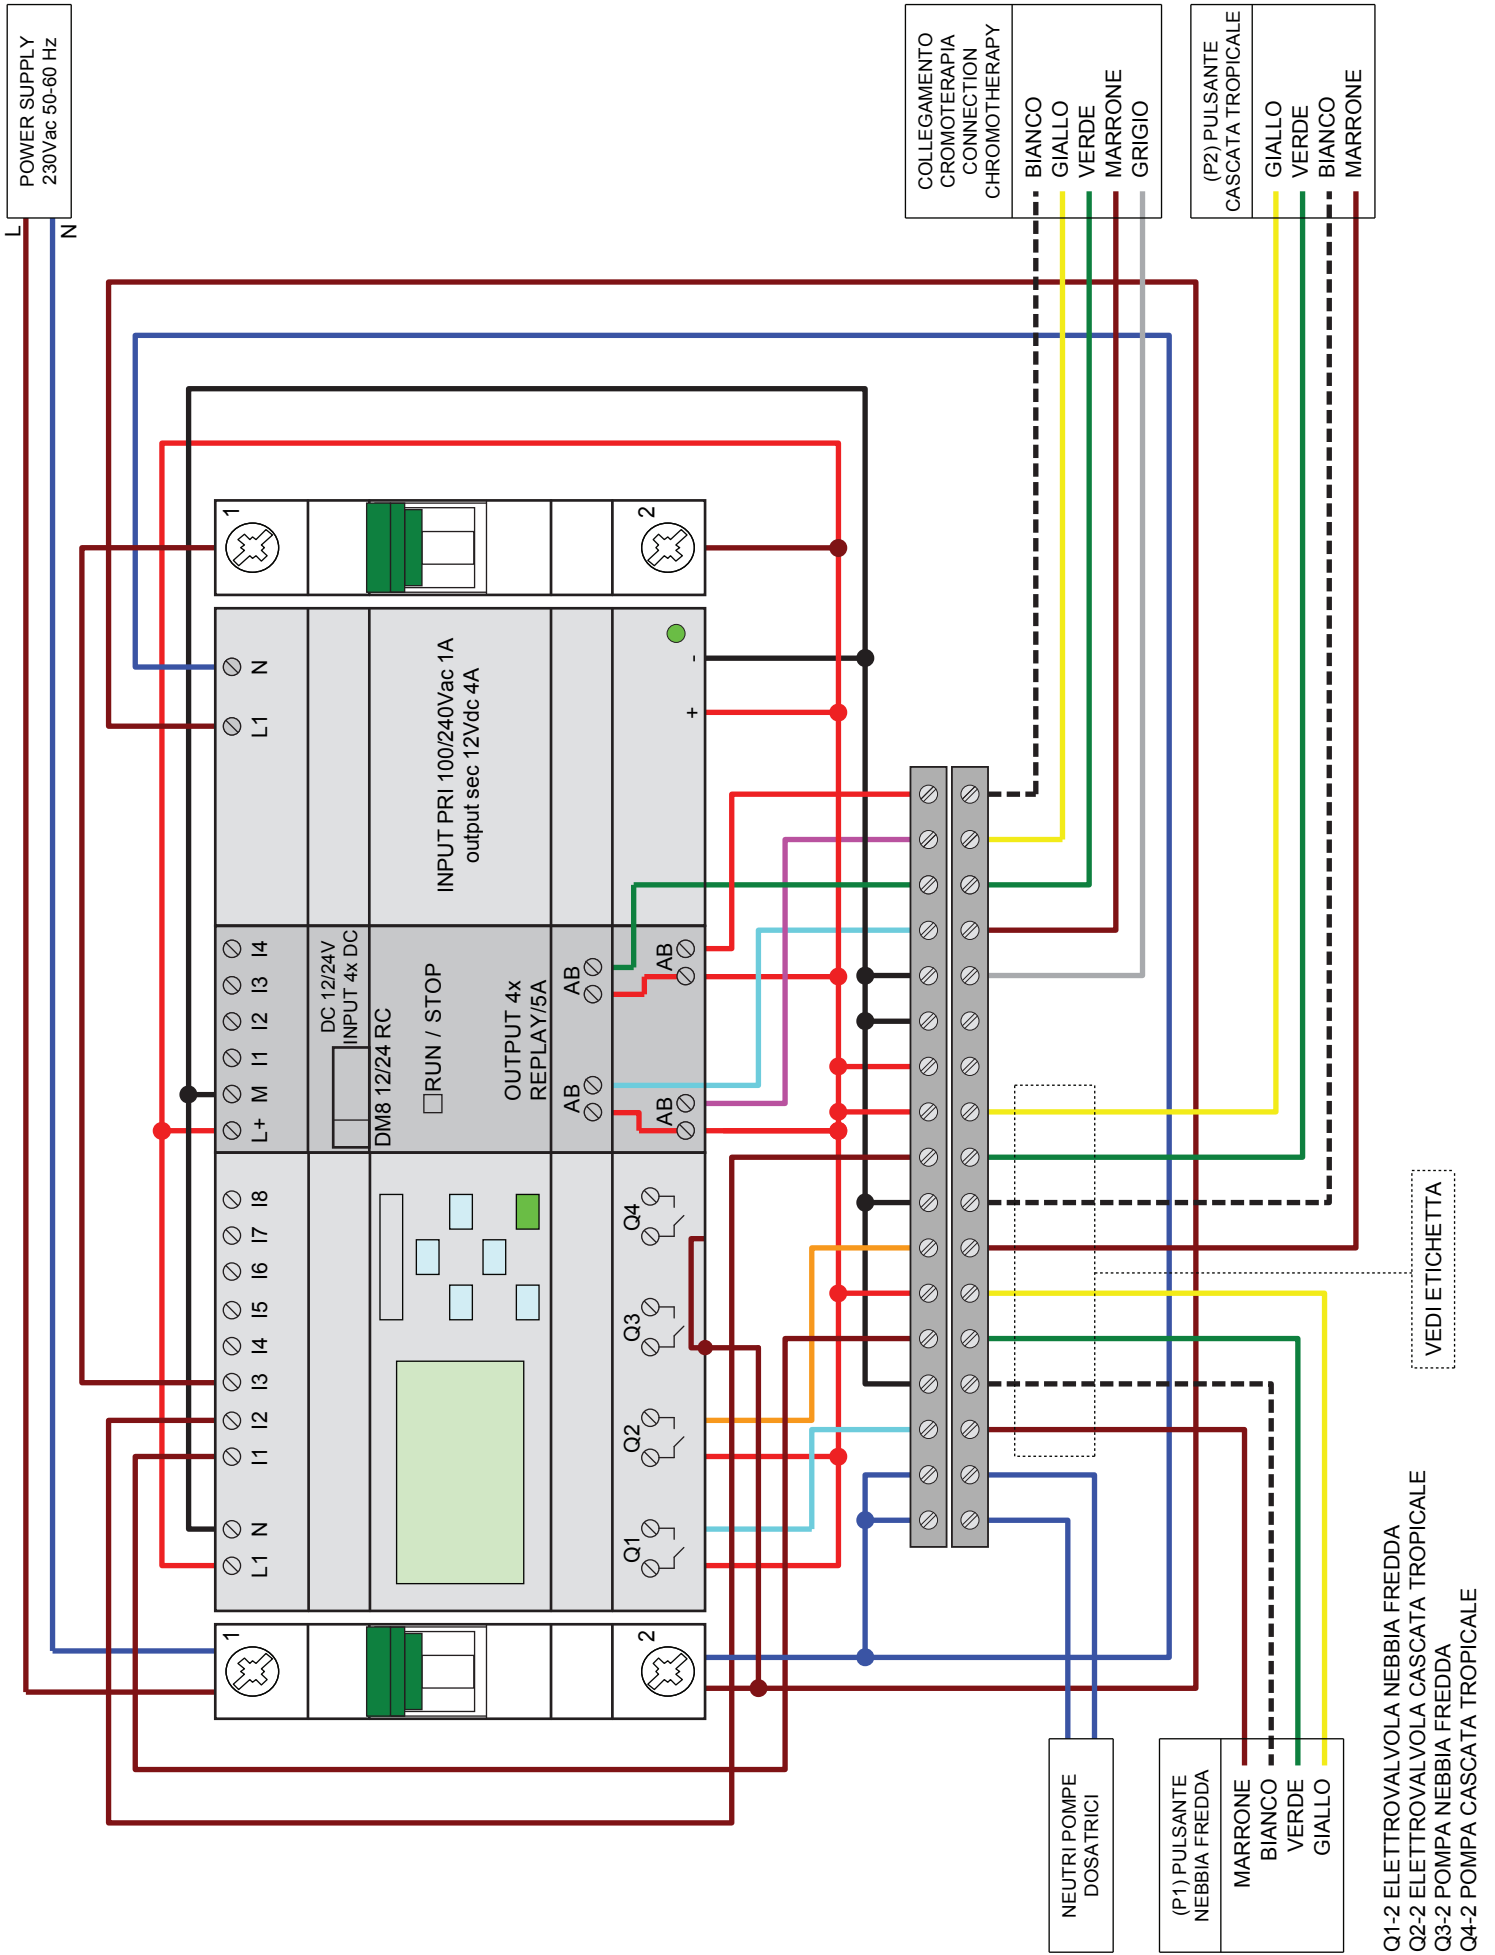 POWER SUPPLY
230Vac 50-60 Hz
L
N
1
2
N
L1
INPUT PRI 100/240Vac 1A
output sec 12Vdc 4A
-
+
I4
I3
I2
I1
M
L+
DC 12/24V
INPUT 4x DC
DM8 12/24 RC
RUN / STOP
OUTPUT 4x
REPLAY/5A
AB
AB
AB
AB
I8
I7
I6
I5
I4
I3
I2
I1
N
L1
Q4
Q3
Q2
Q1
1
2
COLLEGAMENTO
CROMOTERAPIA
CONNECTION
CHROMOTHERAPY
BIANCO
GIALLO
VERDE
MARRONE
GRIGIO
(P2) PULSANTE
CASCATA TROPICALE
GIALLO
VERDE
BIANCO
MARRONE
VEDI ETICHETTA
NEUTRI POMPE
DOSATRICI
(P1) PULSANTE
NEBBIA FREDDA
MARRONE
BIANCO
VERDE
GIALLO
Q1-2 ELETTROVALVOLA NEBBIA FREDDA
Q2-2 ELETTROVALVOLA CASCATA TROPICALE
Q3-2 POMPA NEBBIA FREDDA
Q4-2 POMPA CASCATA TROPICALE